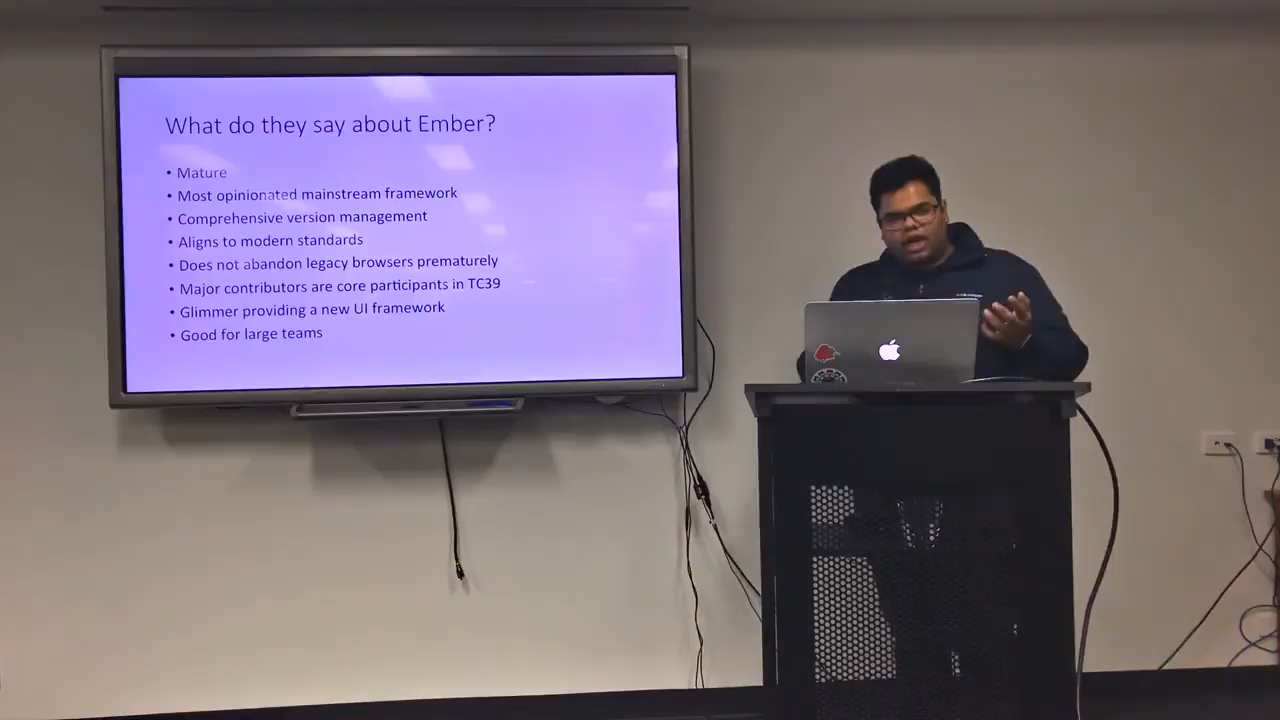 What do they say about Ember?
• Mature
• Most opinionated mainstream framework
• Comprehensive version management
• Aligns to modern standards
• Does not abandon legacy browsers prematurely
• Major contributors are core participants in TC39
• Glimmer providing a new UI framework
• Good for large teams